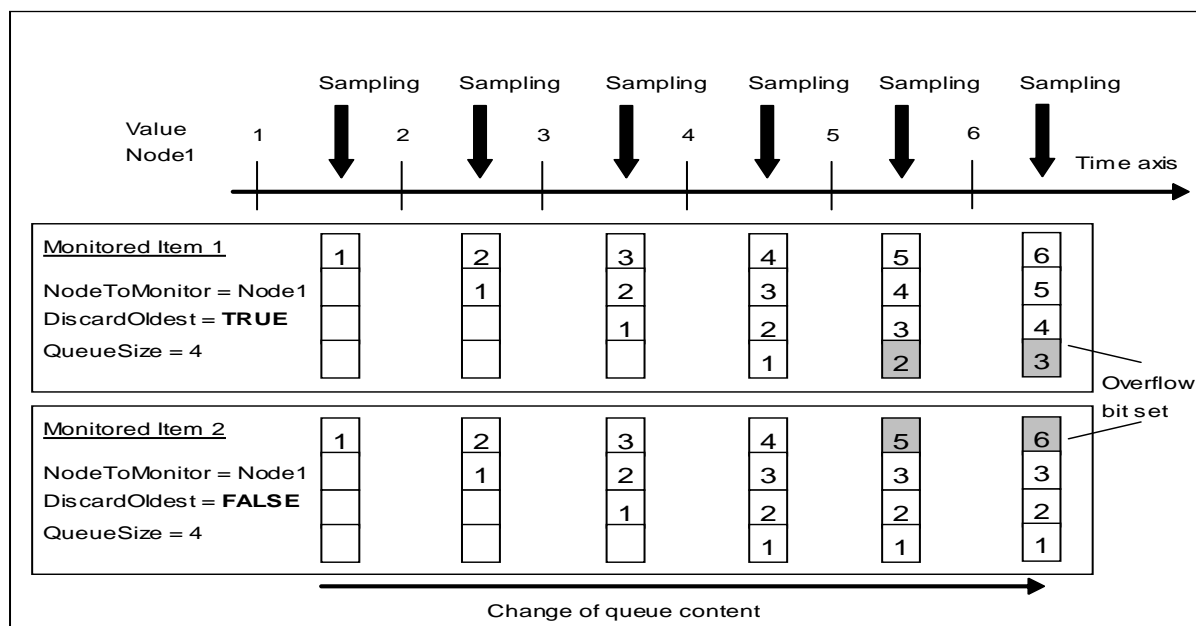 Sampling Sampling Sampling Sampling Sampling Sampling
Value
Node1
1 2 3 4 5 6
Time axis
Monitored Item 1
NodeToMonitor = Node1
DiscardOldest = TRUE
QueueSize = 4
1 2 3 4 5 6
1 2 3 4 5
1 2 3 4
1 2 3
Overflow
bit set
Monitored Item 2
NodeToMonitor = Node1
DiscardOldest = FALSE
QueueSize = 4
1 2 3 4 5 6
1 2 3 3 3
1 2 2 2
1 1 1
Change of queue content